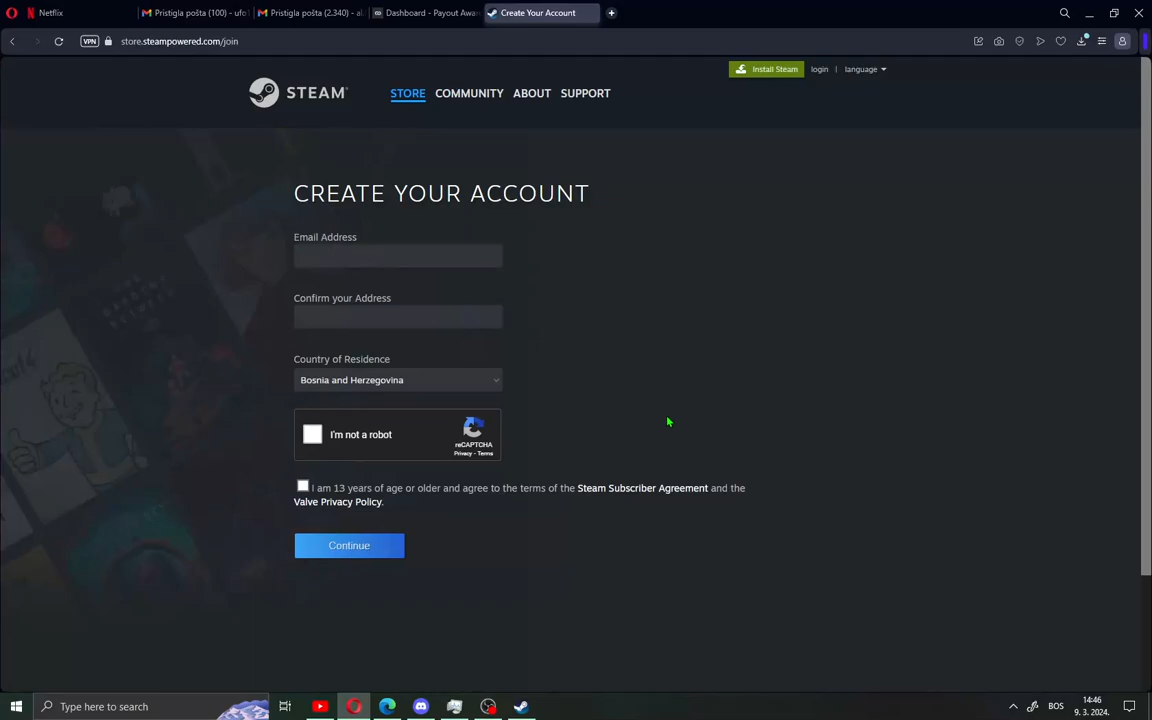 Netflix
Pristigla pošta (100) - ufo1
Pristigla pošta (2.340) - al
Dashboard - Payout Awar
Create Your Account
VPN
store.steampowered.com/join
Install Steam
login
language
STEAM
STORE
COMMUNITY
ABOUT
SUPPORT
CREATE YOUR ACCOUNT
Email Address
Confirm your Address
Country of Residence
Bosnia and Herzegovina
I'm not a robot
reCAPTCHA
Privacy - Terms
I am 13 years of age or older and agree to the terms of the Steam Subscriber Agreement and the
Valve Privacy Policy.
Continue
Type here to search
BOS
14:46
9. 3. 2024.